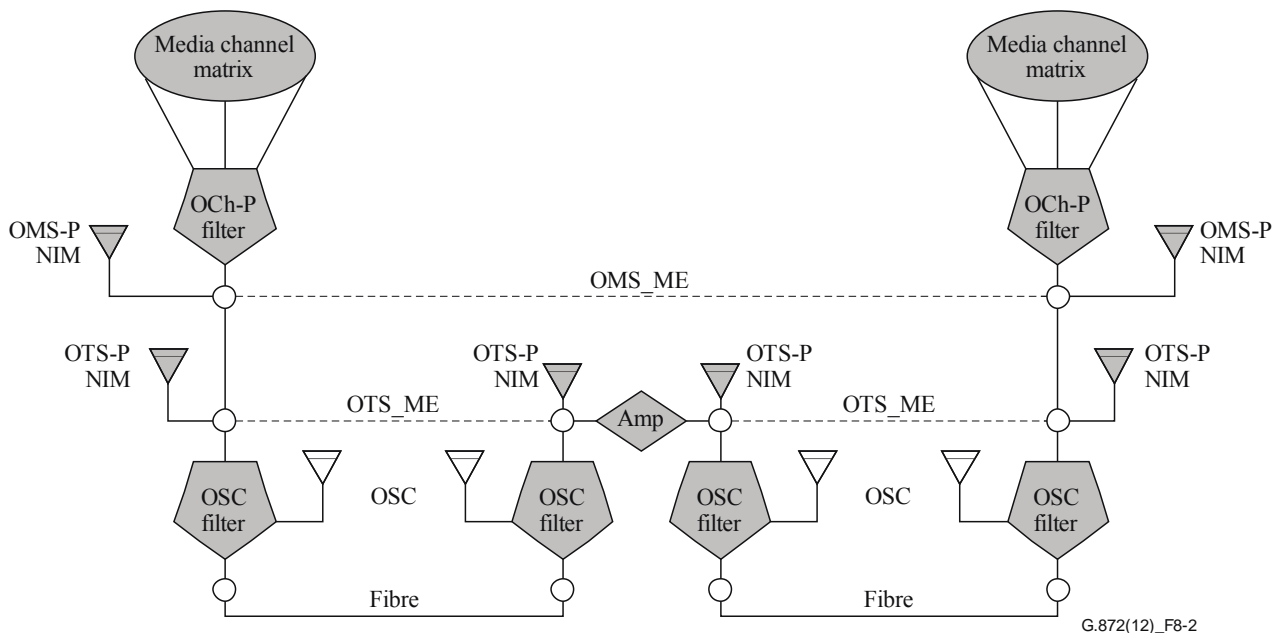 Media channel
matrix
Media channel
matrix
OCh-P
filter
OCh-P
filter
OMS-P
NIM
OMS-P
NIM
OMS_ME
OTS-P
NIM
OTS-P
NIM
OTS-P
NIM
OTS-P
NIM
OTS_ME
Amp
OTS_ME
OSC
filter
OSC
OSC
filter
OSC
filter
OSC
OSC
filter
Fibre
Fibre
G.872(12)_F8-2